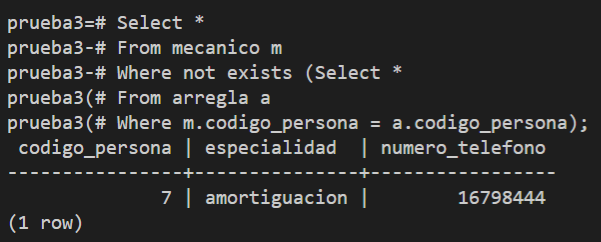 prueba3=# Select *
prueba3-# From mecanico m
prueba3-# Where not exists (Select *
prueba3(# From arregla a
prueba3(# Where m.codigo_persona = a.codigo_persona);
 codigo_persona | especialidad  | numero_telefono
----------------+---------------+-----------------
              7 | amortiguacion |        16798444
(1 row)